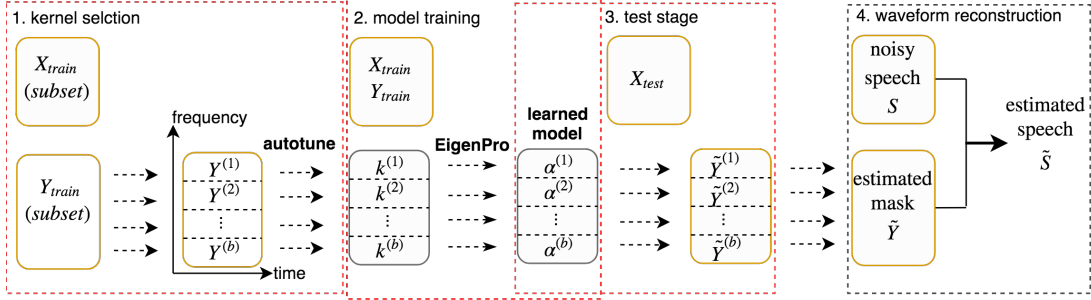 1. kernel selction
X_train
(subset)
Y_train
(subset)
frequency
Y^(1)
Y^(2)
⋮
Y^(b)
time
autotune
2. model training
X_train
Y_train
k^(1)
k^(2)
⋮
k^(b)
EigenPro
learned
model
α^(1)
α^(2)
⋮
α^(b)
3. test stage
X_test
Ỹ^(1)
Ỹ^(2)
⋮
Ỹ^(b)
4. waveform reconstruction
noisy
speech
S
estimated
mask
Ỹ
estimated
speech
S̃